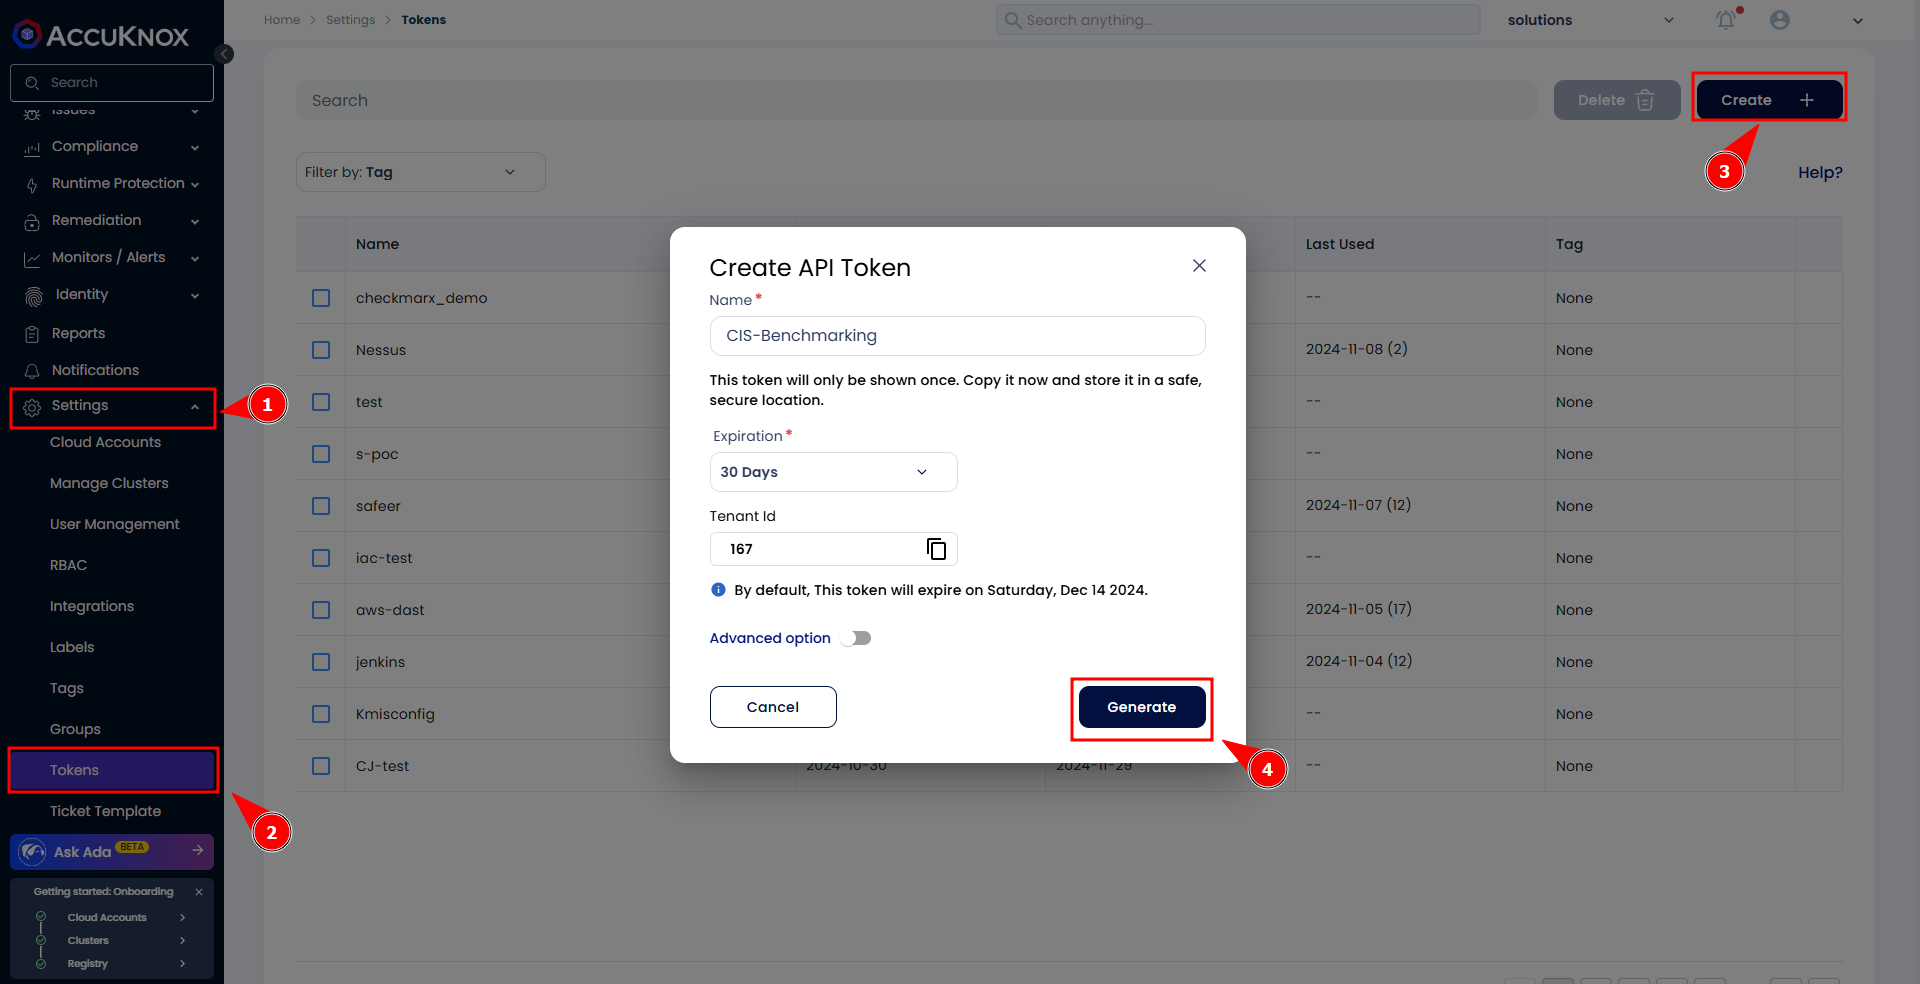 Home > Settings > Tokens
Search anything...
solutions
ACCUKNOX
Search
Issues
Compliance
Runtime Protection
Remediation
Monitors / Alerts
Identity
Reports
Notifications
Settings
1
Cloud Accounts
Manage Clusters
User Management
RBAC
Integrations
Labels
Tags
Groups
Tokens
2
Ticket Template
Ask Ada BETA
Getting started: Onboarding
Cloud Accounts
Clusters
Registry
Search
Delete
Create +
3
Filter by: Tag
Help?
Name Last Used Tag
checkmarx_demo -- None
Nessus 2024-11-08 (2) None
test -- None
s-poc -- None
safeer 2024-11-07 (12) None
iac-test -- None
aws-dast 2024-11-05 (17) None
jenkins 2024-11-04 (12) None
Kmisconfig -- None
CJ-test 2024-10-30 2024-11-29 -- None
Create API Token
Name *
CIS-Benchmarking
This token will only be shown once. Copy it now and store it in a safe,
secure location.
Expiration *
30 Days
Tenant Id
167
By default, This token will expire on Saturday, Dec 14 2024.
Advanced option
Cancel
Generate
4